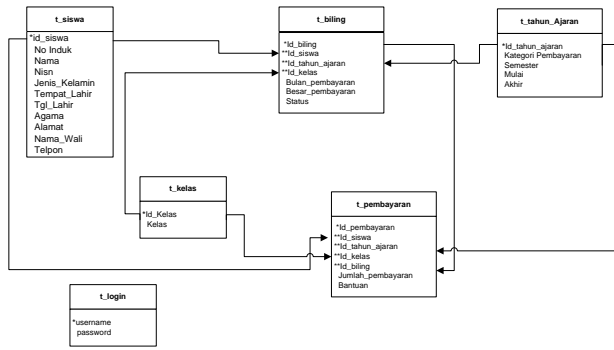 t_siswa
*id_siswa
No Induk
Nama
Nisn
Jenis_Kelamin
Tempat_Lahir
Tgl_Lahir
Agama
Alamat
Nama_Wali
Telpon
t_biling
*Id_biling
**Id_siswa
**Id_tahun_ajaran
**Id_kelas
Bulan_pembayaran
Besar_pembayaran
Status
t_tahun_Ajaran
*Id_tahun_ajaran
Kategori Pembayaran
Semester
Mulai
Akhir
t_kelas
*Id_Kelas
Kelas
t_pembayaran
*Id_pembayaran
**Id_siswa
**Id_tahun_ajaran
**Id_kelas
**Id_biling
Jumlah_pembayaran
Bantuan
t_login
*username
password